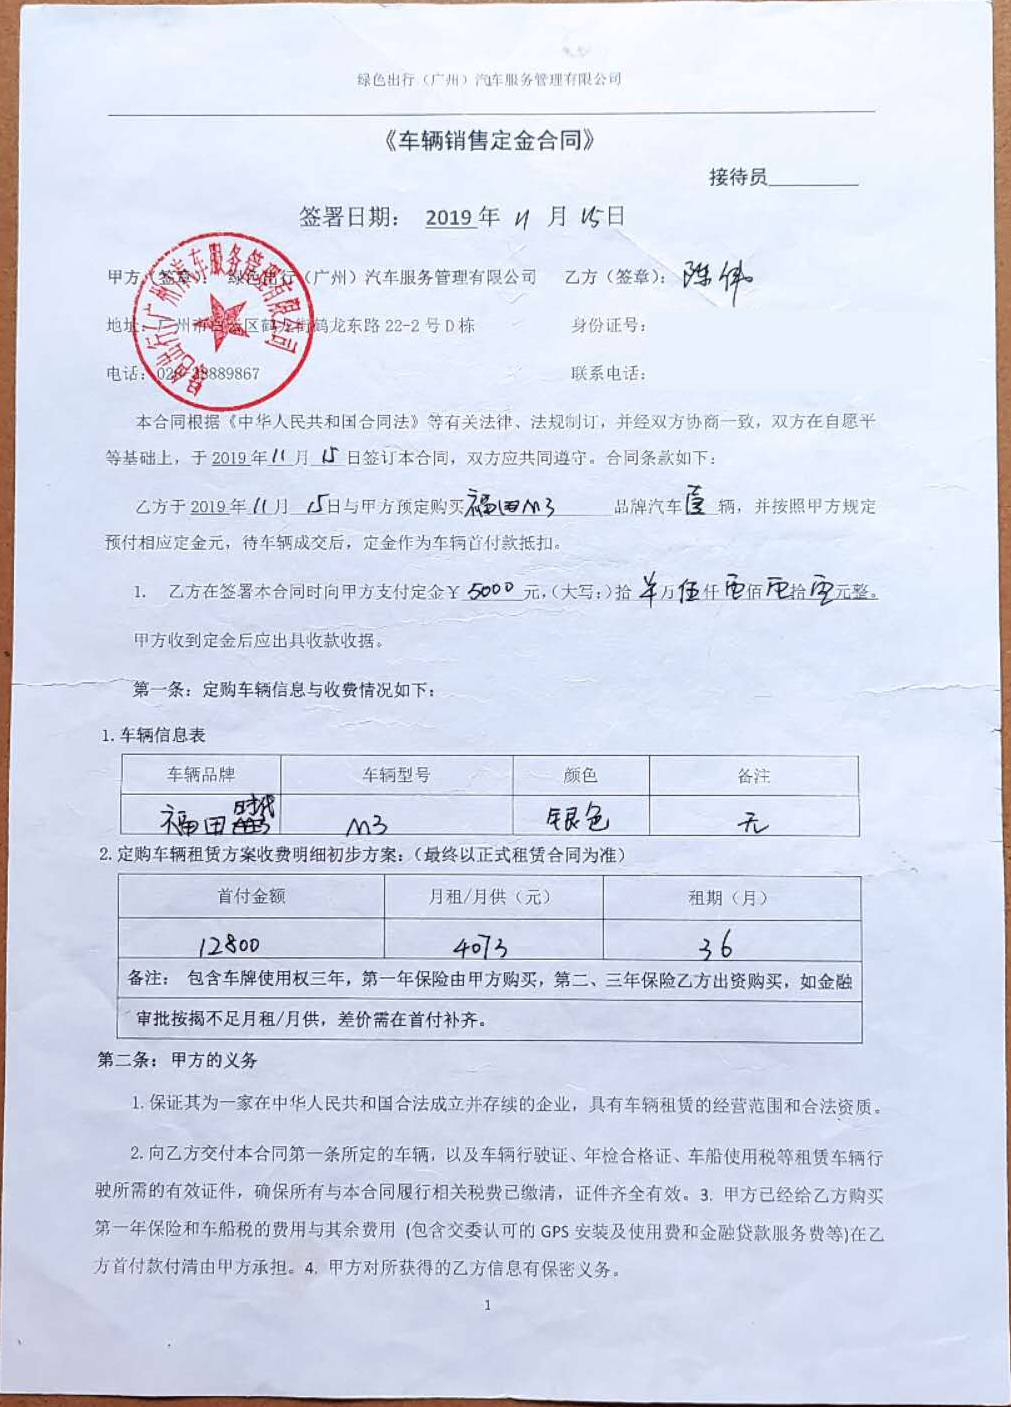 绿色出行（广州）汽车服务管理有限公司
《车辆销售定金合同》
接待员
签署日期： 2019 年 11 月 15 日
甲方（签章）： 绿色出行（广州）汽车服务管理有限公司 乙方（签章）： 陈伟
地址：广州市白云区鹤龙街鹤龙东路 22-2 号 D 栋 身份证号：
电话：020-28889867 联系电话：
本合同根据《中华人民共和国合同法》等有关法律、法规制订，并经双方协商一致，双方在自愿平
等基础上，于 2019 年 11 月 15 日签订本合同，双方应共同遵守。合同条款如下：
乙方于 2019 年 11 月 15 日与甲方预定购买 福田M3 品牌汽车 壹 辆，并按照甲方规定
预付相应定金元，待车辆成交后，定金作为车辆首付款抵扣。
1. 乙方在签署本合同时向甲方支付定金￥ 5000 元，（大写：）拾 万 伍 仟 零 佰 零 拾 零 元整。
甲方收到定金后应出具收款收据。
第一条：定购车辆信息与收费情况如下：
1. 车辆信息表
车辆品牌 车辆型号 颜色 备注
福田时代 M3 银色 无
2. 定购车辆租赁方案收费明细初步方案：（最终以正式租赁合同为准）
首付金额 月租/月供（元） 租期（月）
12800 4073 36
备注： 包含车牌使用权三年，第一年保险由甲方购买，第二、三年保险乙方出资购买，如金融
审批按揭不足月租/月供，差价需在首付补齐。
第二条：甲方的义务
1. 保证其为一家在中华人民共和国合法成立并存续的企业，具有车辆租赁的经营范围和合法资质。
2. 向乙方交付本合同第一条所定的车辆，以及车辆行驶证、年检合格证、车船使用税等租赁车辆行
驶所需的有效证件，确保所有与本合同履行相关税费已缴清，证件齐全有效。3. 甲方已经给乙方购买
第一年保险和车船税的费用与其余费用 (包含交委认可的 GPS 安装及使用费和金融贷款服务费等)在乙
方首付款付清由甲方承担。4. 甲方对所获得的乙方信息有保密义务。
1